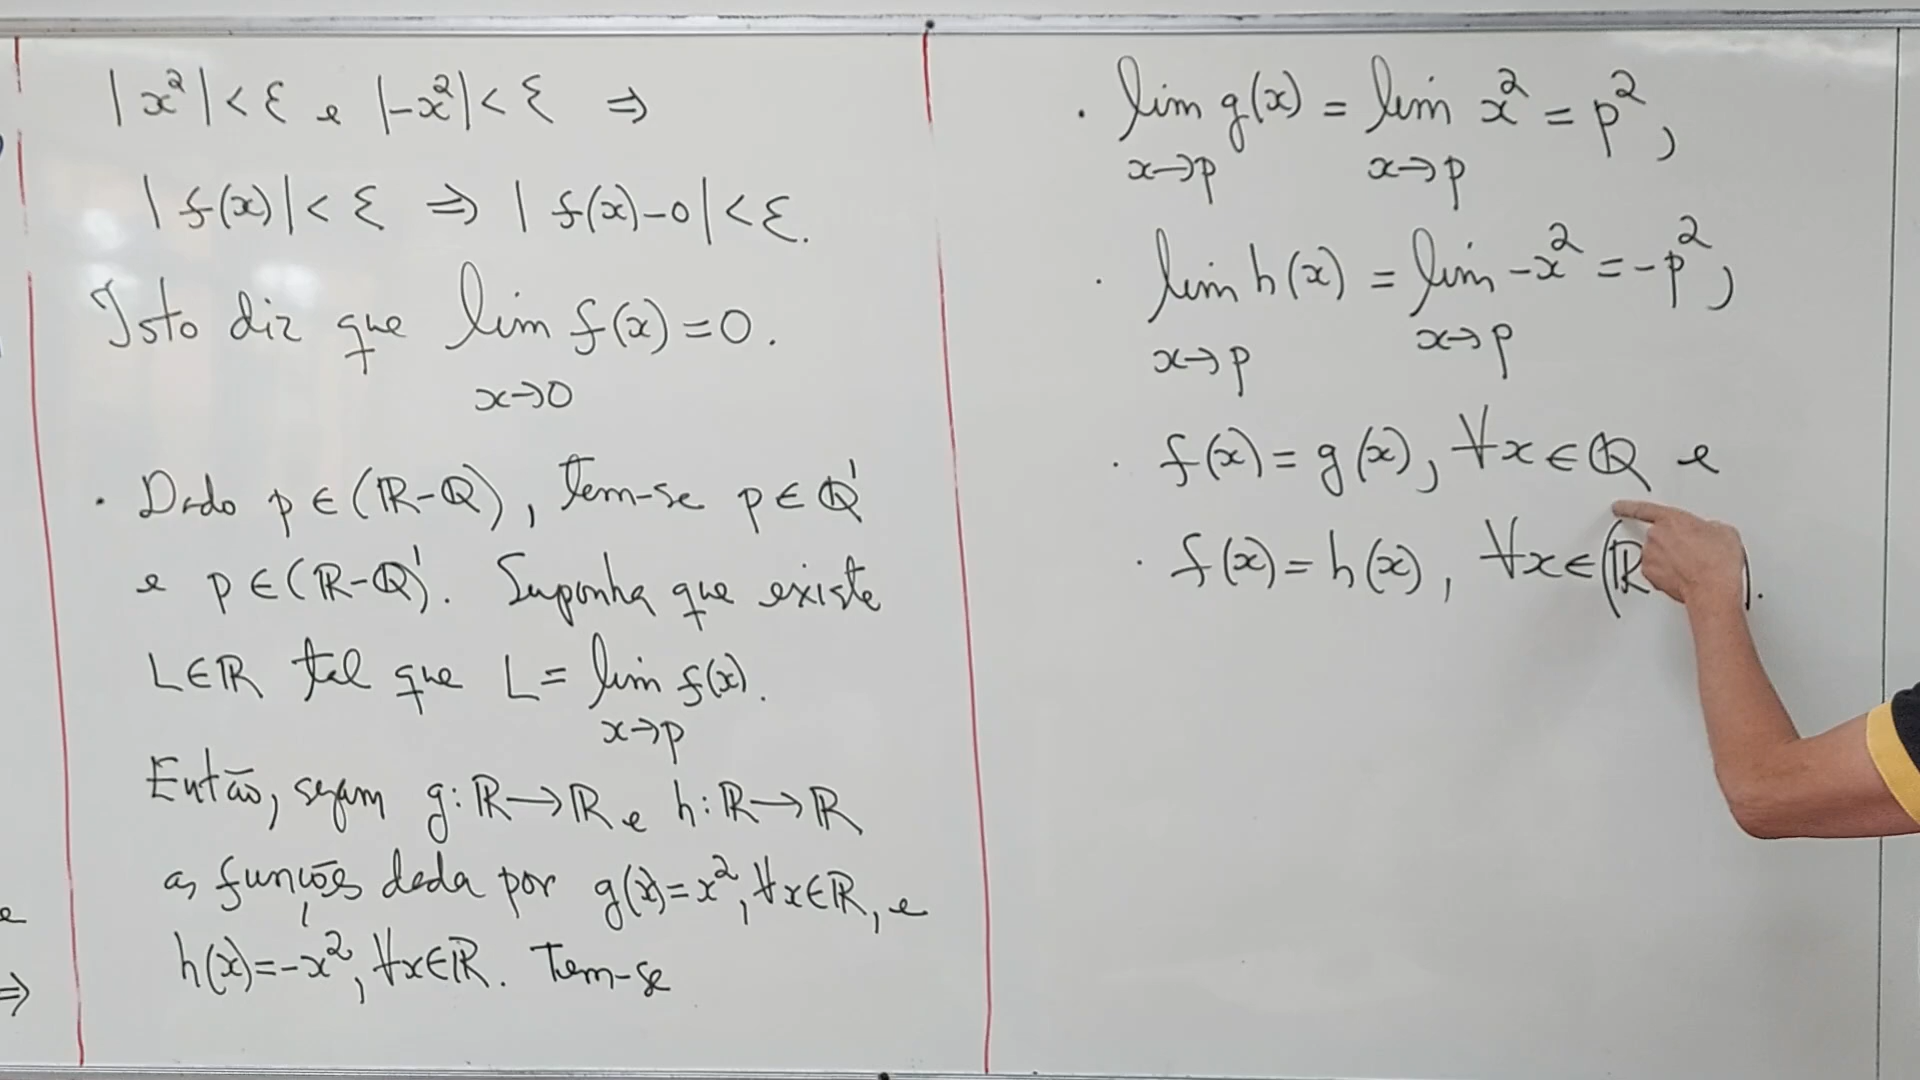 |x²| < ε e |-x²| < ε ⇒
|f(x)| < ε ⇒ |f(x)-0| < ε.
Isto diz que lim f(x) = 0.
x→0
· Dado p ∈ (ℝ-ℚ), tem-se p ∈ ℚ'
e p ∈ (ℝ-ℚ)'. Suponha que existe
L∈ℝ tal que L = lim f(x).
x→p
Então, sejam g: ℝ → ℝ e h: ℝ → ℝ
as funções dada por g(x) = x², ∀x∈ℝ, e
h(x) = -x², ∀x∈ℝ. Tem-se
· lim g(x) = lim x² = p²,
x→p x→p
· lim h(x) = lim -x² = -p²,
x→p x→p
· f(x) = g(x), ∀x ∈ ℚ e
· f(x) = h(x), ∀x ∈ (ℝ ).
e
⇒